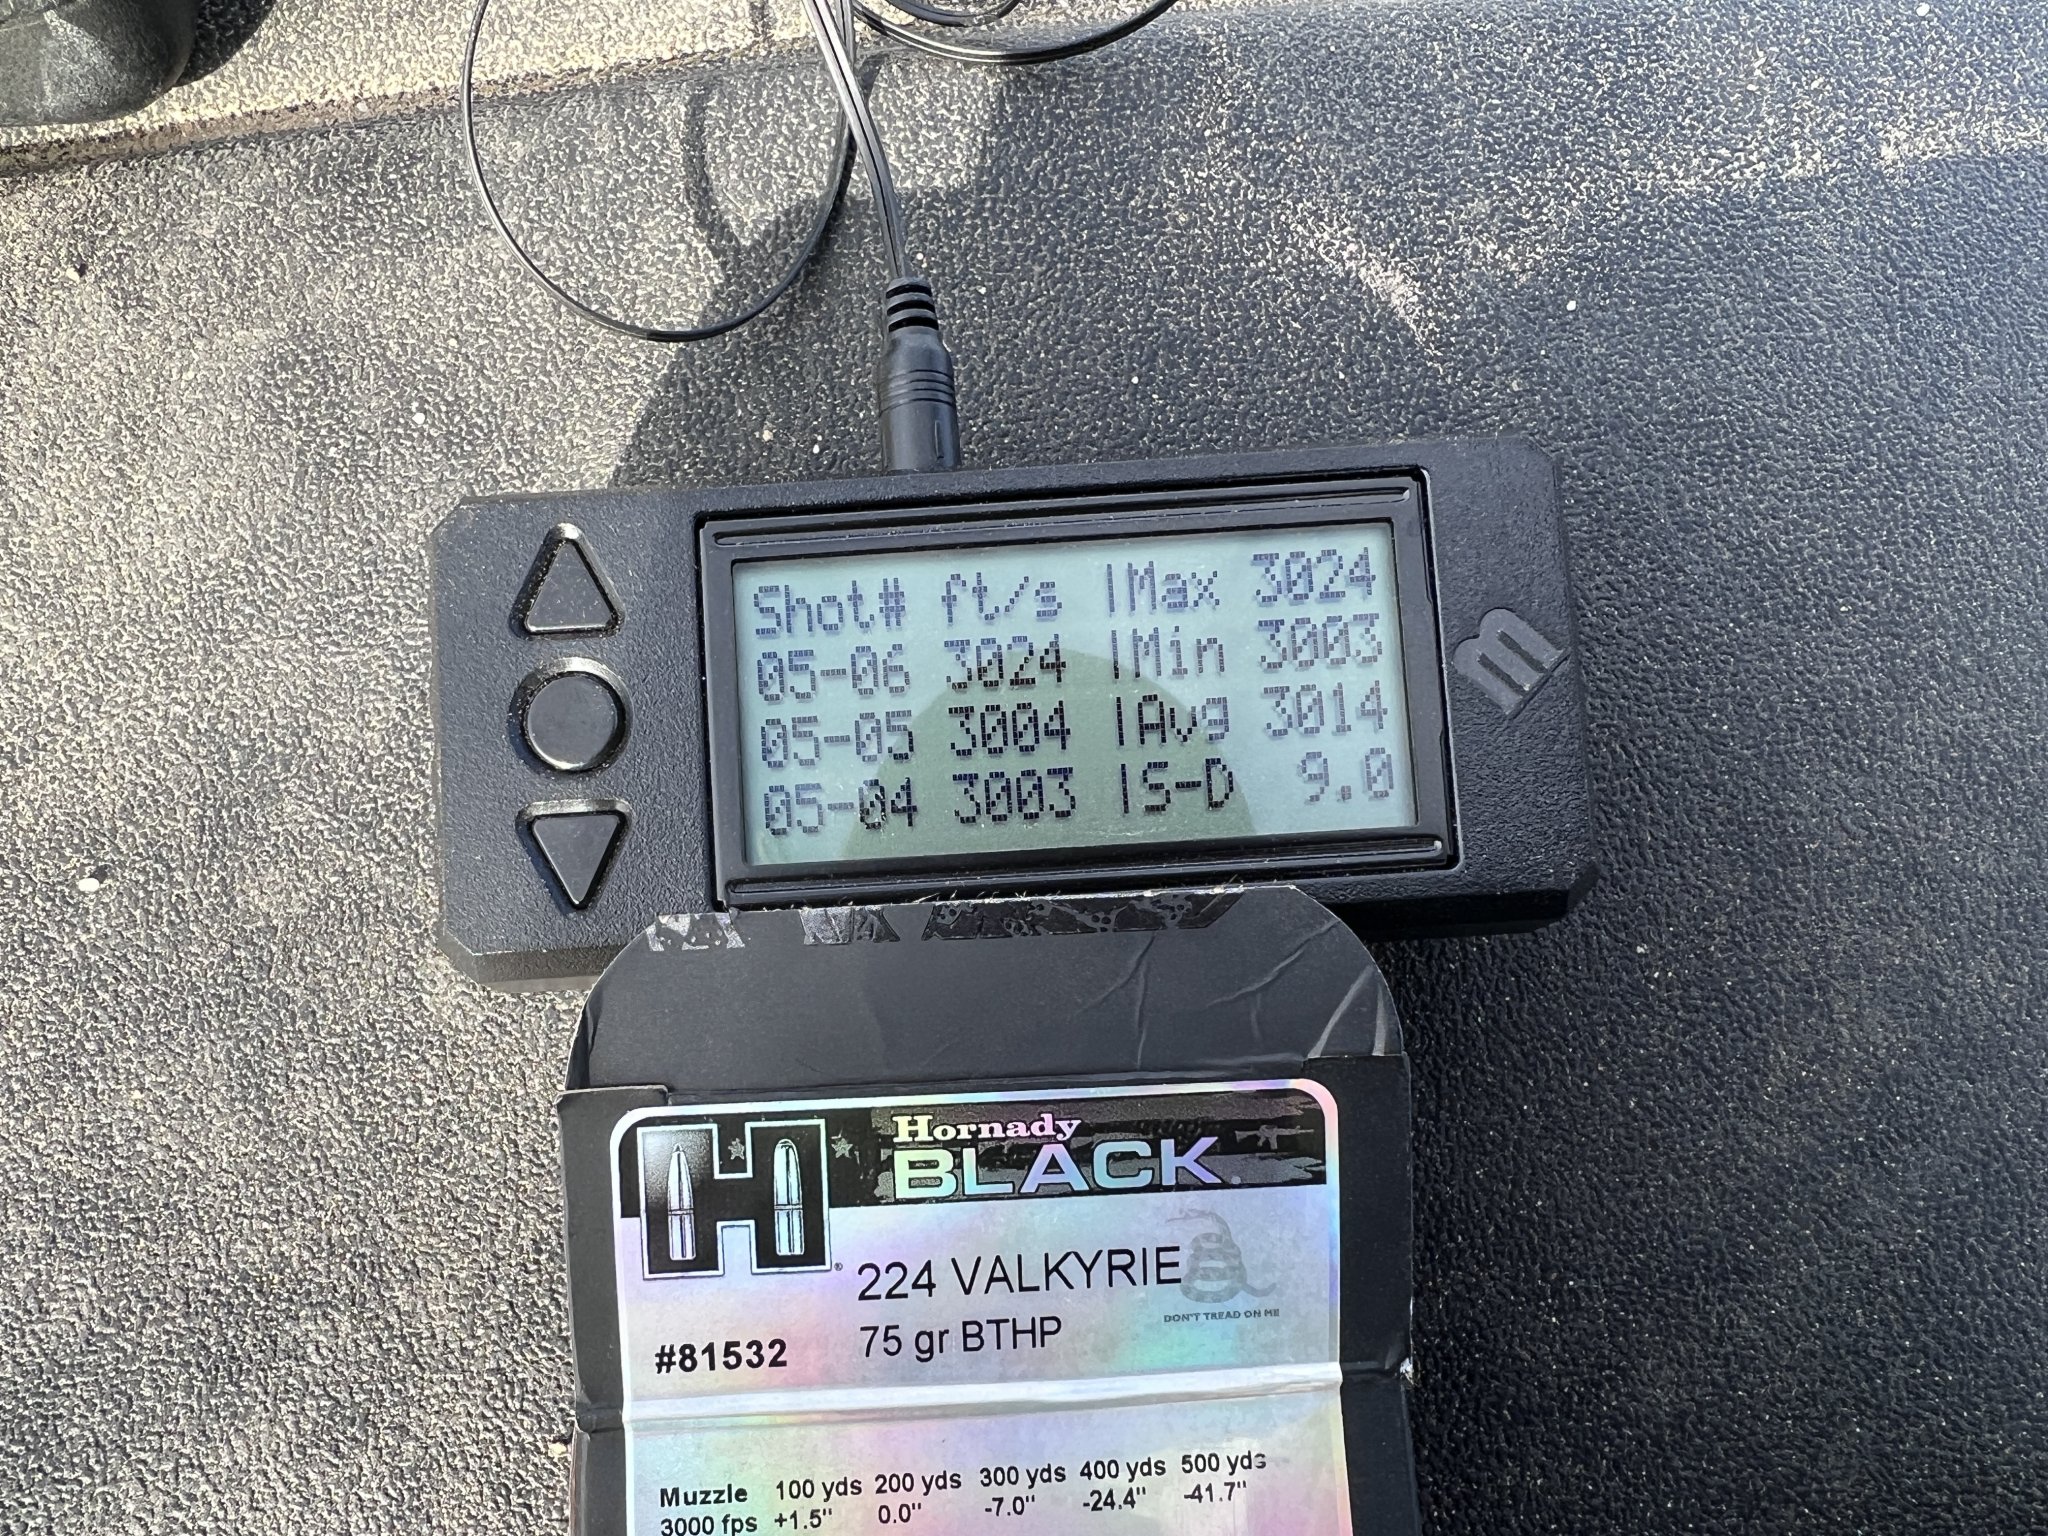 Shot# ft/s |Max 3024
05-06 3024 |Min 3003
05-05 3004 |Avg 3014
05-04 3003 |S-D 9.0
m
H
Hornady
BLACK
224 VALKYRIE
75 gr BTHP
#81532
DON'T TREAD ON ME
Muzzle 100 yds 200 yds 300 yds 400 yds 500 yds
3000 fps +1.5" 0.0" -7.0" -24.4" -41.7"